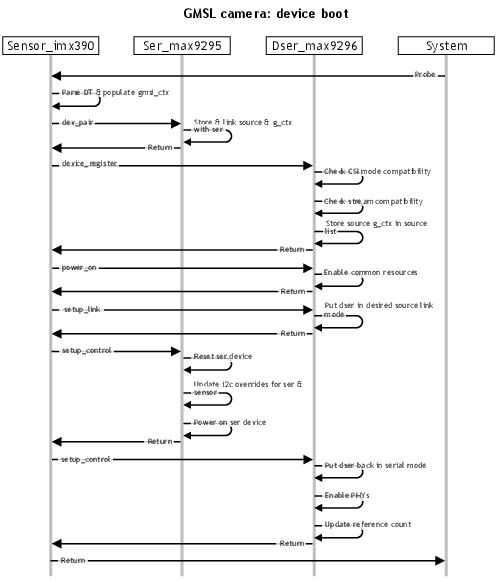 GMSL camera: device boot
Sensor_imx390
Ser_max9295
Dser_max9296
System
Probe
Parse DT & populate gmsl_ctx
dev_pair
Store & link source & g_ctx
with ser
Return
device_register
Check CSI mode compatibility
Check stream compatibility
Store source g_ctx in source
list
Return
power_on
Enable common resources
Return
setup_link
Put dser in desired source link
mode
Return
setup_control
Reset ser device
Update i2c overrides for ser &
sensor
Power on ser device
Return
setup_control
Put dser back in serial mode
Enable PHYs
Update reference count
Return
Return